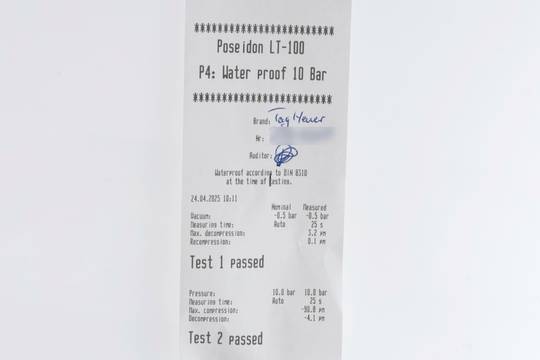 ********************************
Poseidon LT-100
P4: Water proof 10 Bar
********************************
Brand: Tag Heuer
Nr:
Auditor:
Waterproof according to DIN 8310
at the time of testing.
24.04.2025 10:11
Nominal Measured
Vacuum: -0.5 bar -0.5 bar
Measuring time: Auto 25 s
Max. decompression: 3.2 µm
Recompression: 0.1 µm
Test 1 passed
Pressure: 10.0 bar 10.0 bar
Measuring time: Auto 25 s
Max. compression: -90.0 µm
Decompression: -4.1 µm
Test 2 passed